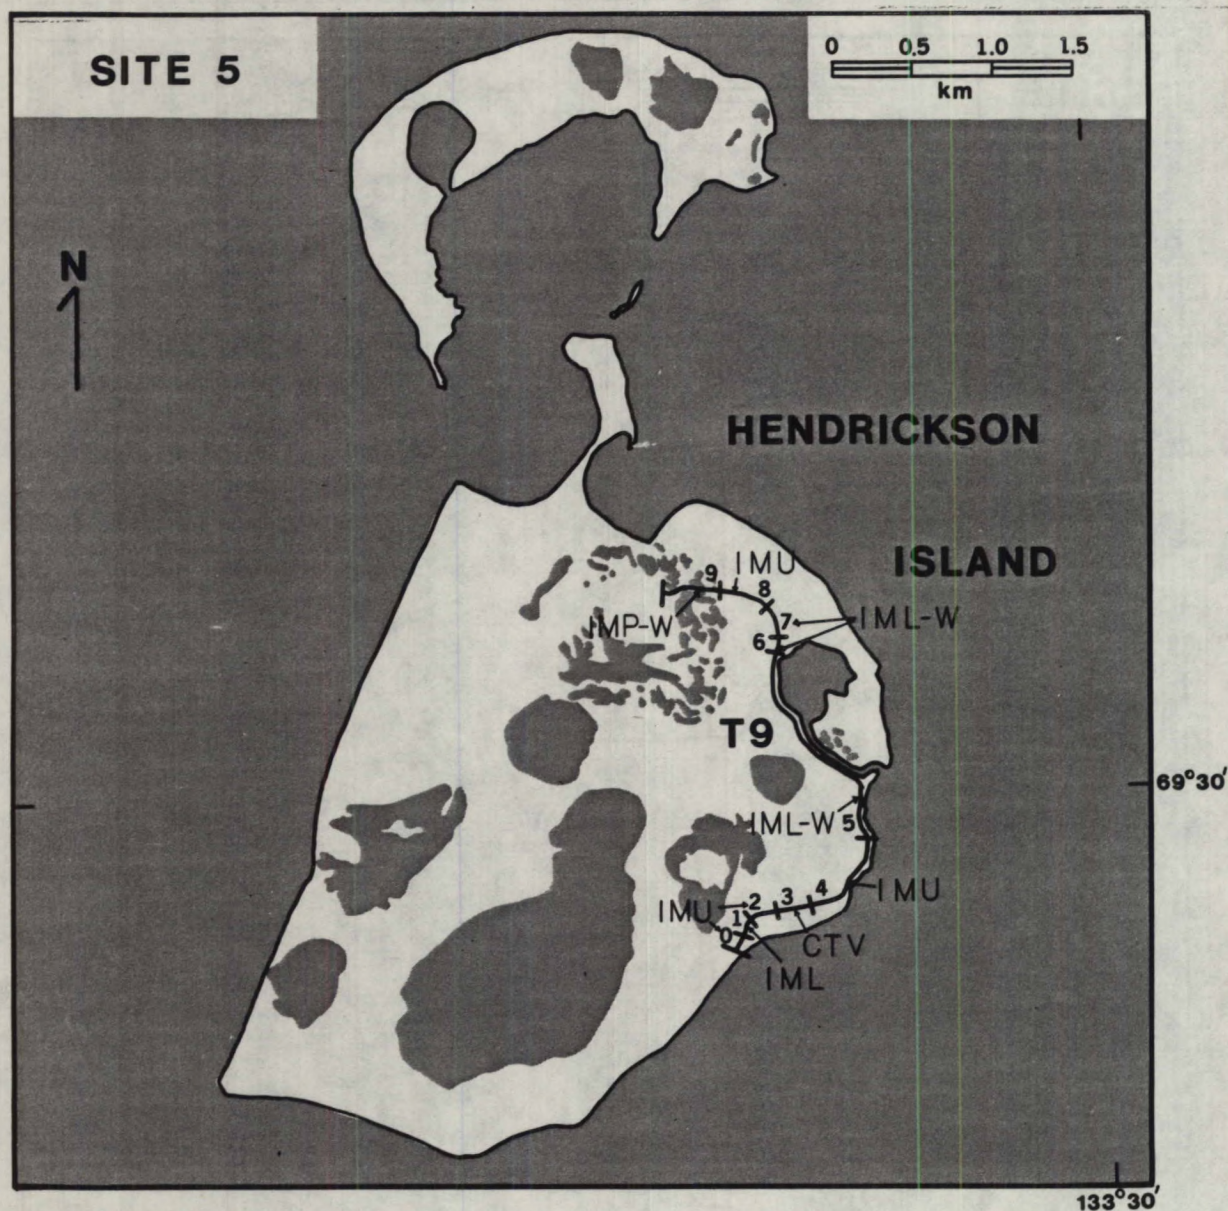 SITE 5
0 0.5 1.0 1.5
km
N
HENDRICKSON
ISLAND
9
IMU
8
IMP-W
7
IML-W
6
T9
69°30'
IML-W
5
IMU
4
3
2
IMU
1
0
CTV
IML
133°30'